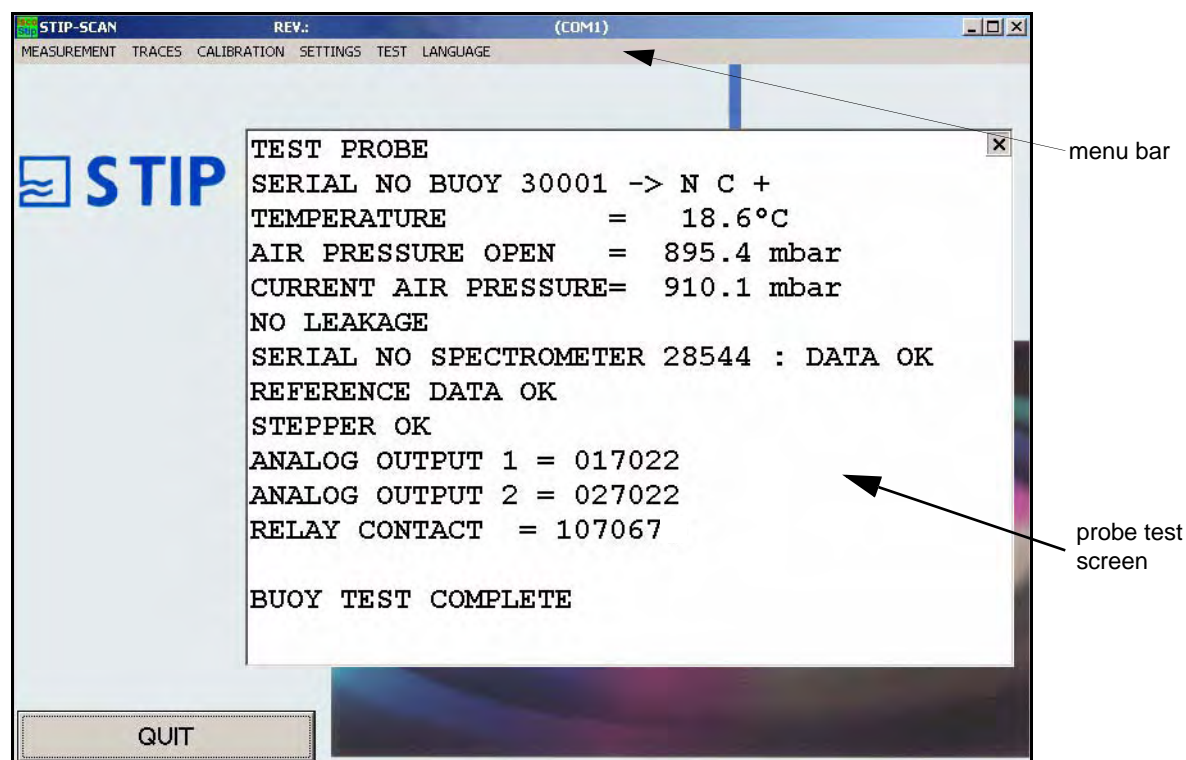 STIP-SCAN REV.: (COM1)
MEASUREMENT TRACES CALIBRATION SETTINGS TEST LANGUAGE
menu bar
STIP
TEST PROBE
SERIAL NO BUOY 30001 -> N C +
TEMPERATURE = 18.6°C
AIR PRESSURE OPEN = 895.4 mbar
CURRENT AIR PRESSURE= 910.1 mbar
NO LEAKAGE
SERIAL NO SPECTROMETER 28544 : DATA OK
REFERENCE DATA OK
STEPPER OK
ANALOG OUTPUT 1 = 017022
ANALOG OUTPUT 2 = 027022
RELAY CONTACT = 107067
BUOY TEST COMPLETE
probe test
screen
QUIT